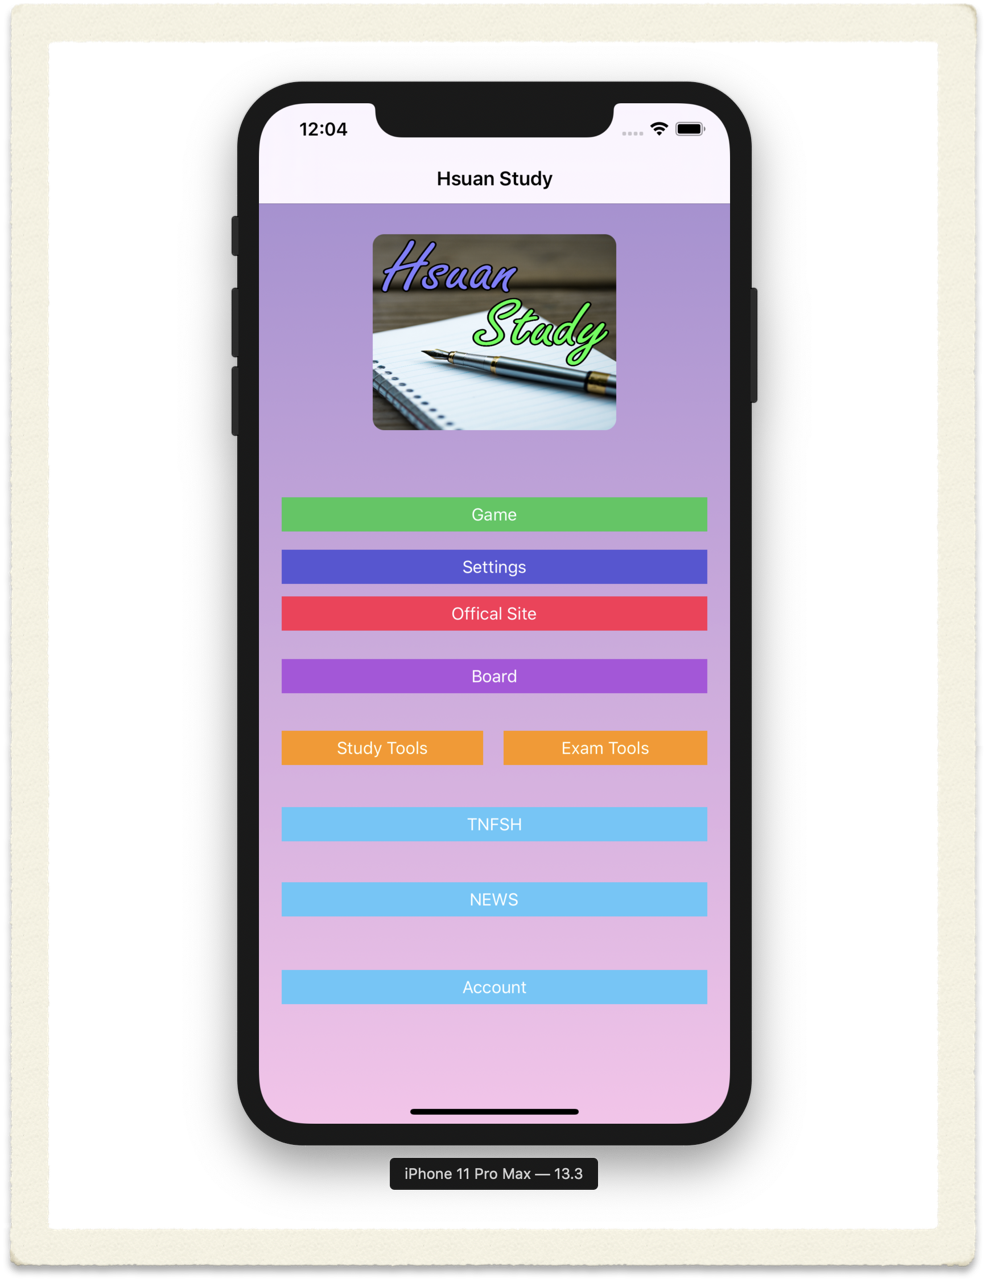 12:04
Hsuan Study
Hsuan
Study
Game
Settings
Offical Site
Board
Study Tools
Exam Tools
TNFSH
NEWS
Account
iPhone 11 Pro Max — 13.3